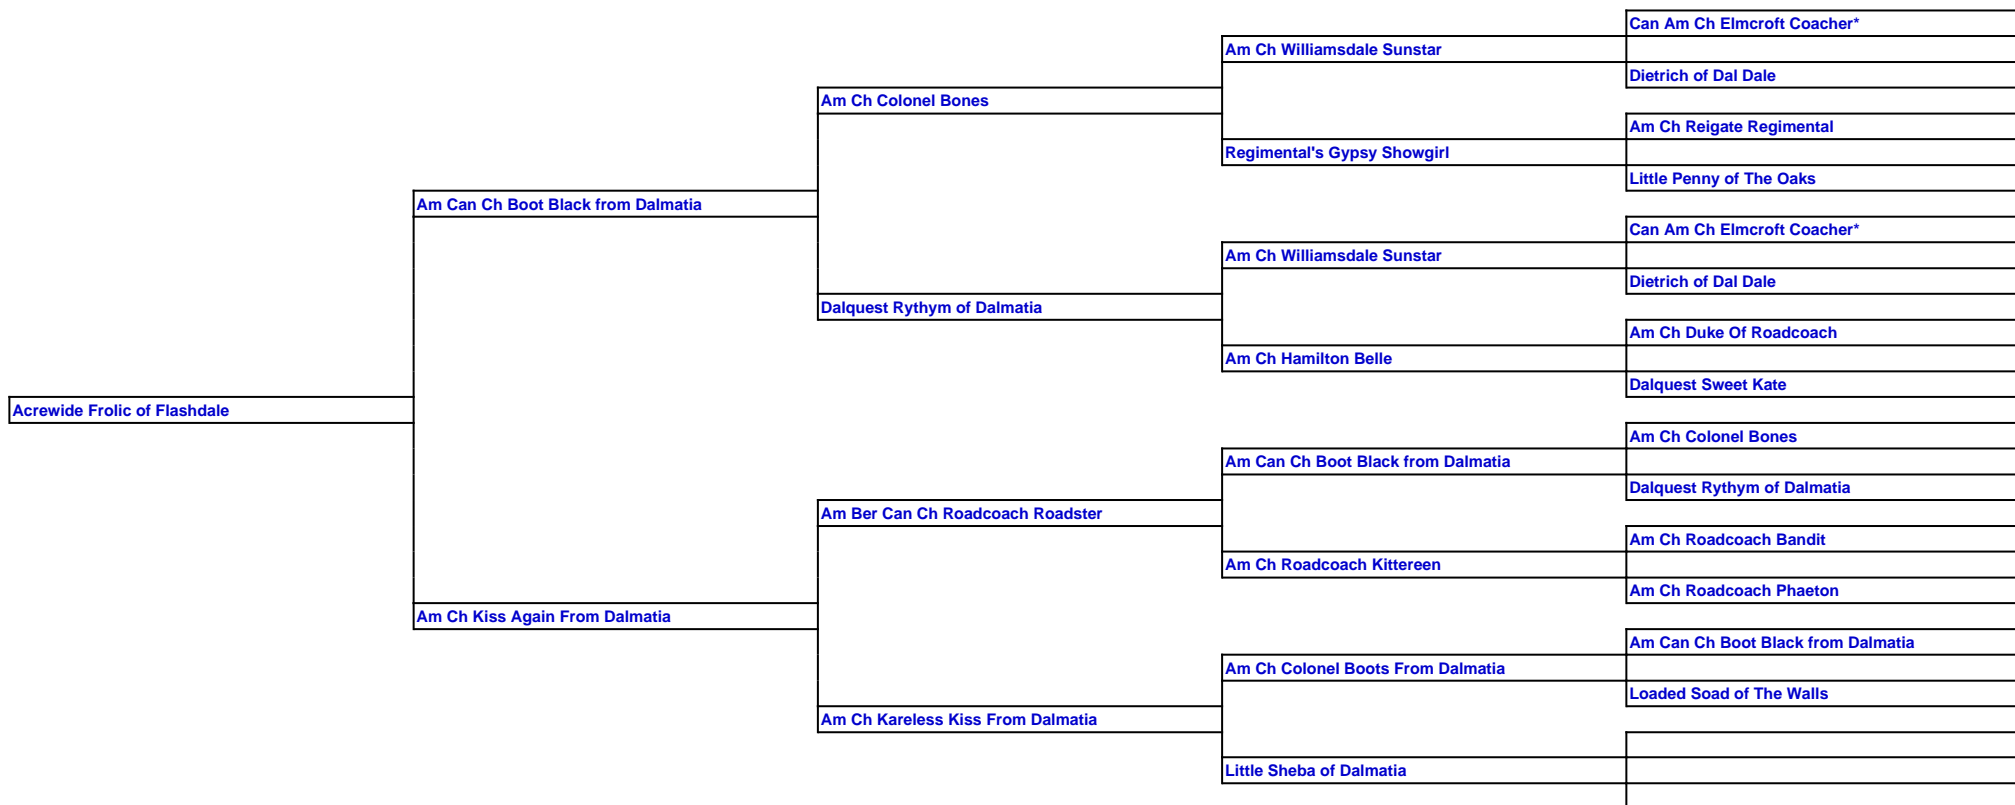 Can Am Ch Elmcroft Coacher*
Am Ch Williamsdale Sunstar
Dietrich of Dal Dale
Am Ch Colonel Bones
Am Ch Reigate Regimental
Regimental's Gypsy Showgirl
Little Penny of The Oaks
Am Can Ch Boot Black from Dalmatia
Can Am Ch Elmcroft Coacher*
Am Ch Williamsdale Sunstar
Dietrich of Dal Dale
Dalquest Rythym of Dalmatia
Am Ch Duke Of Roadcoach
Am Ch Hamilton Belle
Dalquest Sweet Kate
Acrewide Frolic of Flashdale
Am Ch Colonel Bones
Am Can Ch Boot Black from Dalmatia
Dalquest Rythym of Dalmatia
Am Ber Can Ch Roadcoach Roadster
Am Ch Roadcoach Bandit
Am Ch Roadcoach Kittereen
Am Ch Roadcoach Phaeton
Am Ch Kiss Again From Dalmatia
Am Can Ch Boot Black from Dalmatia
Am Ch Colonel Boots From Dalmatia
Loaded Soad of The Walls
Am Ch Kareless Kiss From Dalmatia
Little Sheba of Dalmatia